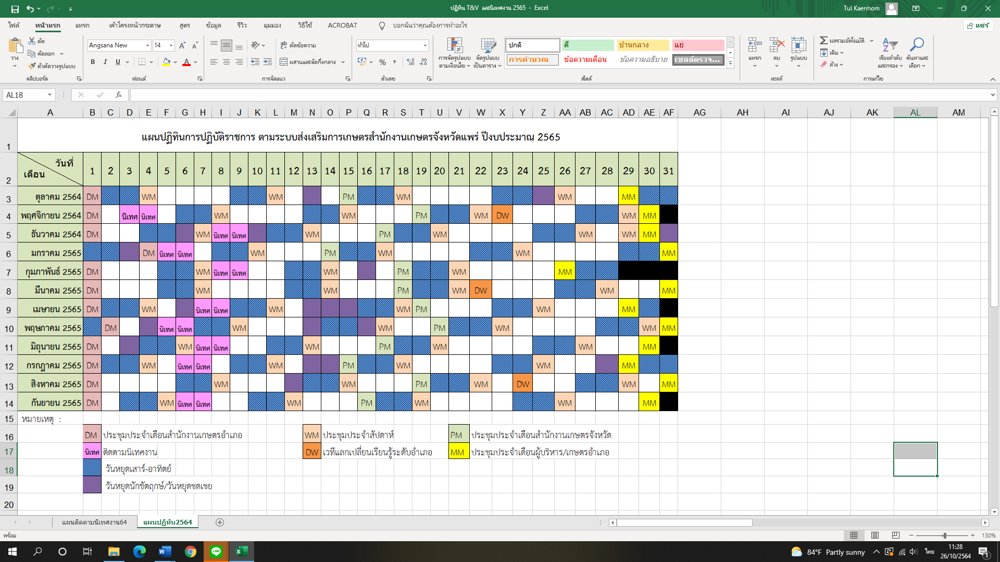 ปฏิทิน T&V และนิเทศงาน 2565 - Excel
Tul Kaenhom
ไฟล์ หน้าแรก แทรก เค้าโครงหน้ากระดาษ สูตร ข้อมูล รีวิว มุมมอง วิธีใช้ ACROBAT บอกฉันว่าคุณต้องการทำอะไร แชร์
วาง ตัด คัดลอก ตัวคัดวางรูปแบบ คลิปบอร์ด
Angsana New 14 B I U A ฟอนต์
ตัดข้อความ ผสานและจัดกึ่งกลาง การจัดแนว
ทั่วไป % ตัวเลข
การจัดรูปแบบตามเงื่อนไข จัดรูปแบบเป็นตาราง
ปกติ ดี ปานกลาง แย่
การคำนวณ ข้อความเตือน ข้อความอธิบาย เซลล์ตรวจ...
สไตล์
แทรก ลบ รูปแบบ เซลล์
ผลรวมอัตโนมัติ เติม ล้าง เรียงลำดับและกรอง ค้นหาและเลือก การแก้ไข
AL18 fx
A B C D E F G H I J K L M N O P Q R S T U V W X Y Z AA AB AC AD AE AF AG AH AI AJ AK AL AM
1 แผนปฏิทินการปฏิบัติราชการ ตามระบบส่งเสริมการเกษตรสำนักงานเกษตรจังหวัดแพร่ ปีงบประมาณ 2565
2 วันที่ เดือน 1 2 3 4 5 6 7 8 9 10 11 12 13 14 15 16 17 18 19 20 21 22 23 24 25 26 27 28 29 30 31
3 ตุลาคม 2564 DM WM WM PM WM WM MM
4 พฤศจิกายน 2564 DM นิเทศ นิเทศ WM WM PM WM DW WM MM
5 ธันวาคม 2564 DM WM นิเทศ นิเทศ WM PM WM WM WM MM
6 มกราคม 2565 DM นิเทศ นิเทศ WM PM WM WM MM
7 กุมภาพันธ์ 2565 DM WM นิเทศ นิเทศ WM PM WM MM
8 มีนาคม 2565 DM WM WM PM WM DW WM MM
9 เมษายน 2565 DM WM นิเทศ นิเทศ WM WM PM WM MM
10 พฤษภาคม 2565 DM นิเทศ นิเทศ WM WM PM WM WM MM
11 มิถุนายน 2565 DM WM นิเทศ นิเทศ WM PM WM WM MM
12 กรกฎาคม 2565 DM WM นิเทศ นิเทศ WM PM WM WM MM
13 สิงหาคม 2565 DM WM WM PM WM DW WM MM
14 กันยายน 2565 DM WM นิเทศ นิเทศ WM PM WM WM MM
15 หมายเหตุ :
16 DM ประชุมประจำเดือนสำนักงานเกษตรอำเภอ WM ประชุมประจำสัปดาห์ PM ประชุมประจำเดือนสำนักงานเกษตรจังหวัด
17 นิเทศ ติดตามนิเทศงาน DW เวทีแลกเปลี่ยนเรียนรู้ระดับอำเภอ MM ประชุมประจำเดือนผู้บริหาร/เกษตรอำเภอ
18 วันหยุดเสาร์-อาทิตย์
19 วันหยุดนักขัตฤกษ์/วันหยุดชดเชย
20
แผนติดตามนิเทศงาน64 แผนปฏิทิน2564
พร้อม 130%
84°F Partly sunny ไทย 11:28
26/10/2564 1